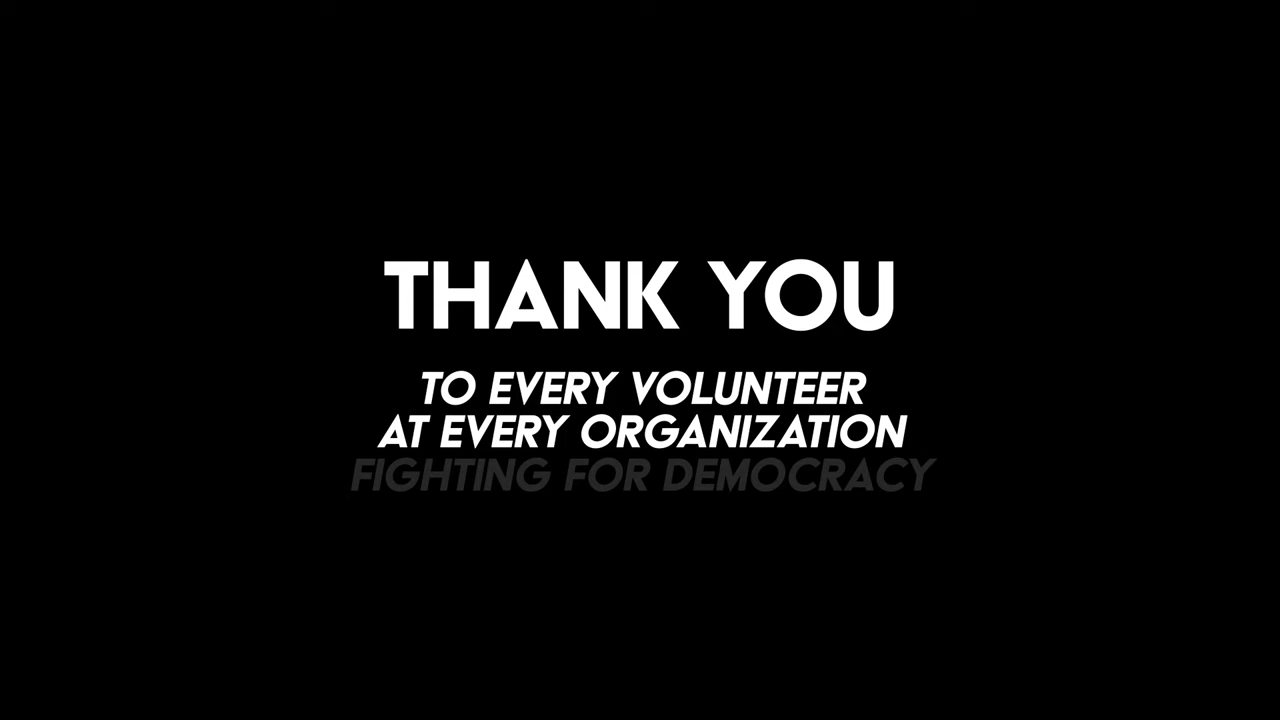 THANK YOU
TO EVERY VOLUNTEER
AT EVERY ORGANIZATION
FIGHTING FOR DEMOCRACY